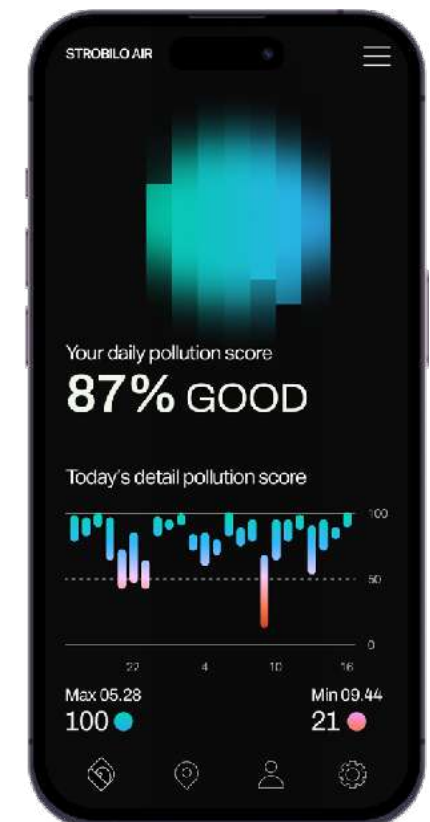 STROBILO AIR
Your daily pollution score
87% GOOD
Today's detail pollution score
100
50
0
22 4 10 16
Max 05.28 Min 09.44
100 21